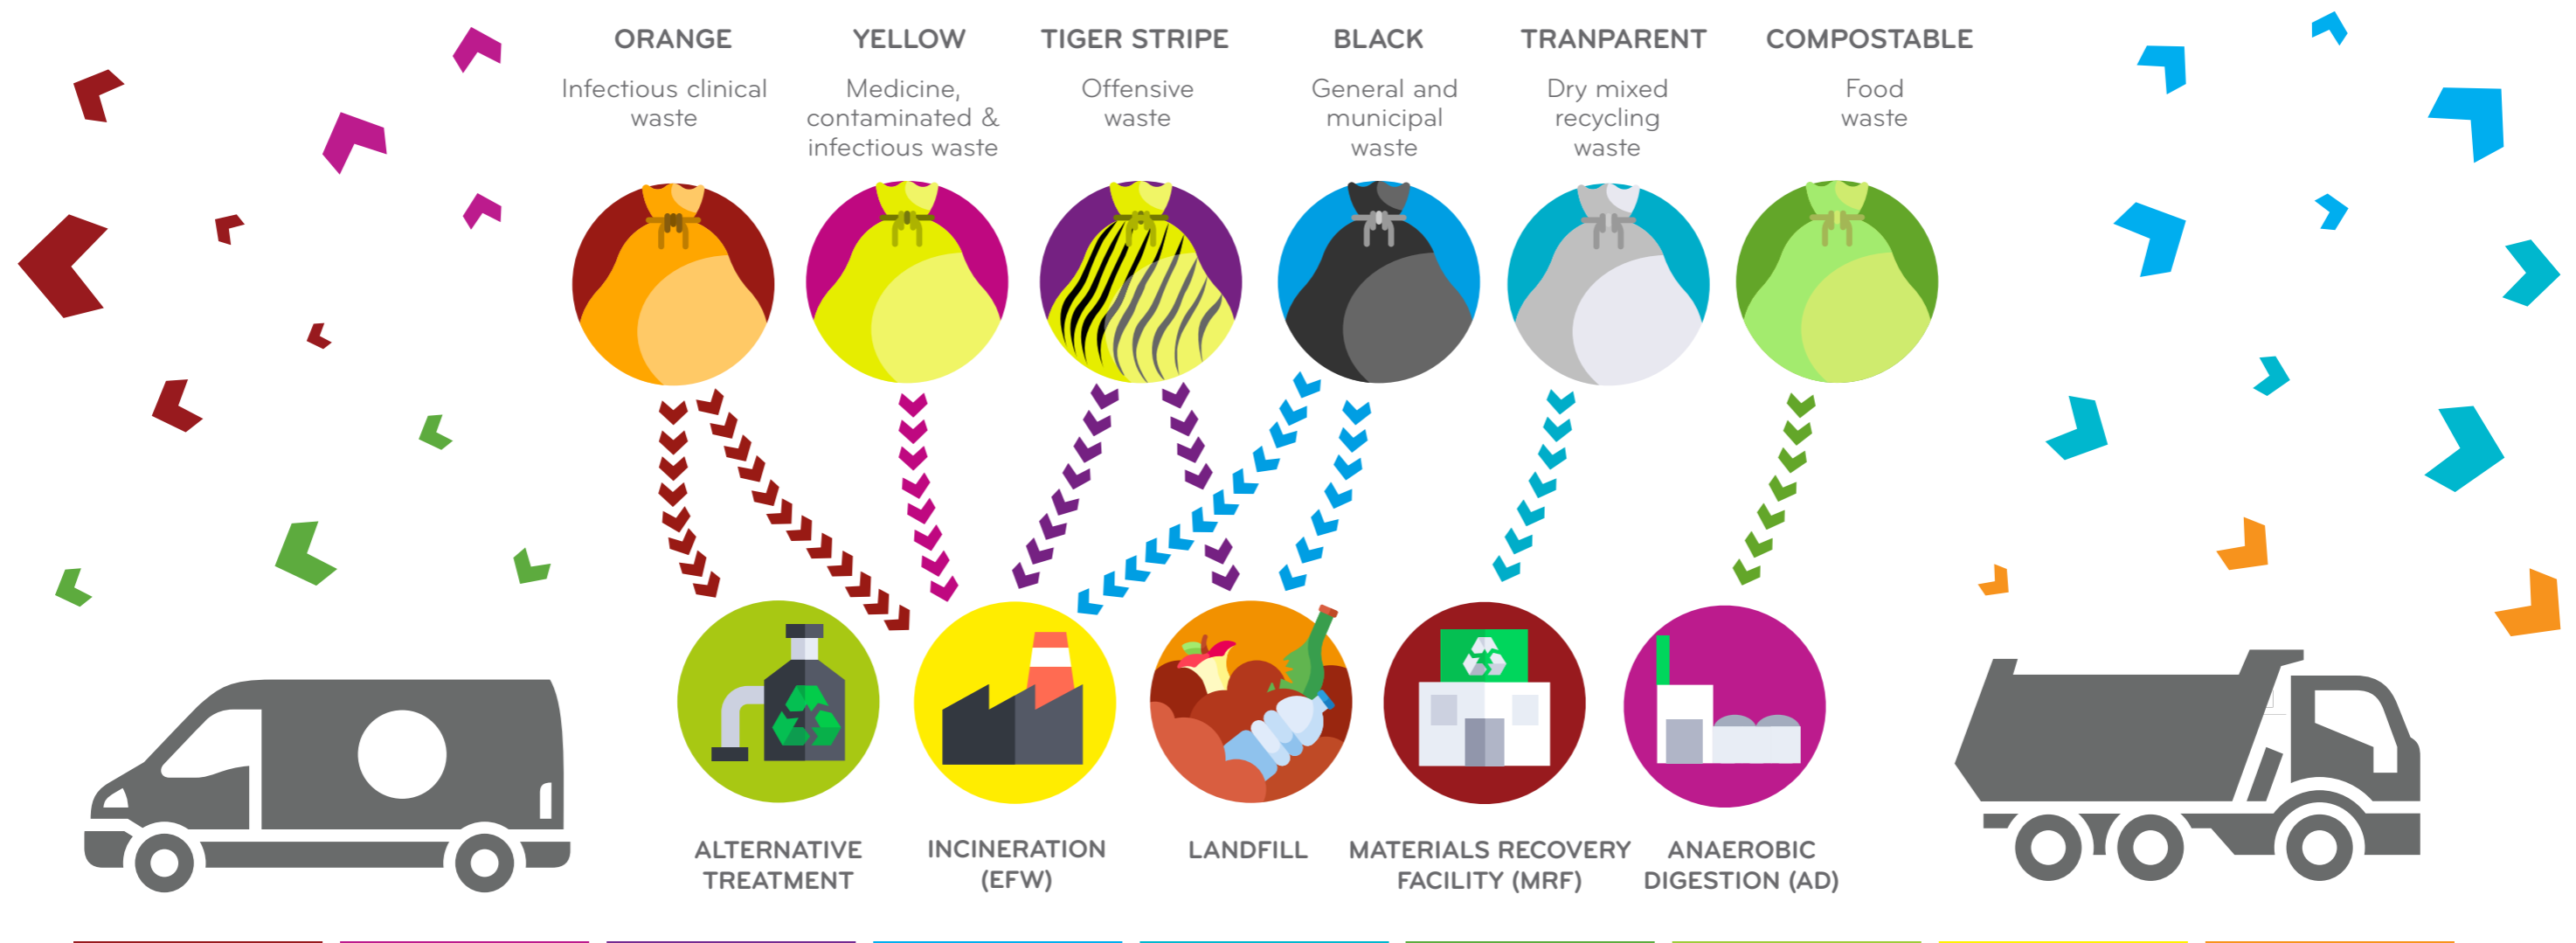 ORANGE
Infectious clinical
waste
YELLOW
Medicine,
contaminated &
infectious waste
TIGER STRIPE
Offensive
waste
BLACK
General and
municipal
waste
TRANPARENT
Dry mixed
recycling
waste
COMPOSTABLE
Food
waste
ALTERNATIVE
TREATMENT
INCINERATION
(EFW)
LANDFILL
MATERIALS RECOVERY
FACILITY (MRF)
ANAEROBIC
DIGESTION (AD)